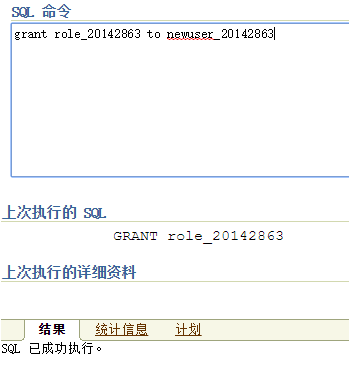 SQL 命令
grant role_20142863 to newuser_20142863
上次执行的 SQL
GRANT role_20142863
上次执行的详细资料
结果 统计信息 计划
SQL 已成功执行。